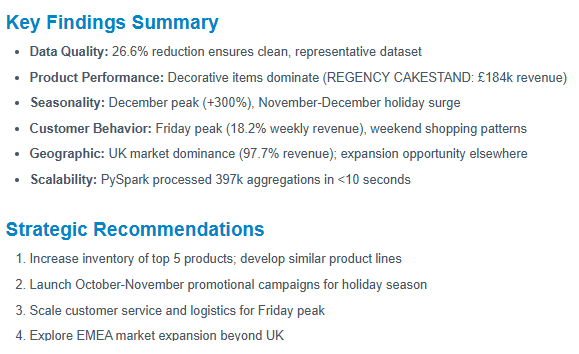 Key Findings Summary
• Data Quality: 26.6% reduction ensures clean, representative dataset
• Product Performance: Decorative items dominate (REGENCY CAKESTAND: £184k revenue)
• Seasonality: December peak (+300%), November-December holiday surge
• Customer Behavior: Friday peak (18.2% weekly revenue), weekend shopping patterns
• Geographic: UK market dominance (97.7% revenue); expansion opportunity elsewhere
• Scalability: PySpark processed 397k aggregations in <10 seconds
Strategic Recommendations
1. Increase inventory of top 5 products; develop similar product lines
2. Launch October-November promotional campaigns for holiday season
3. Scale customer service and logistics for Friday peak
4. Explore EMEA market expansion beyond UK